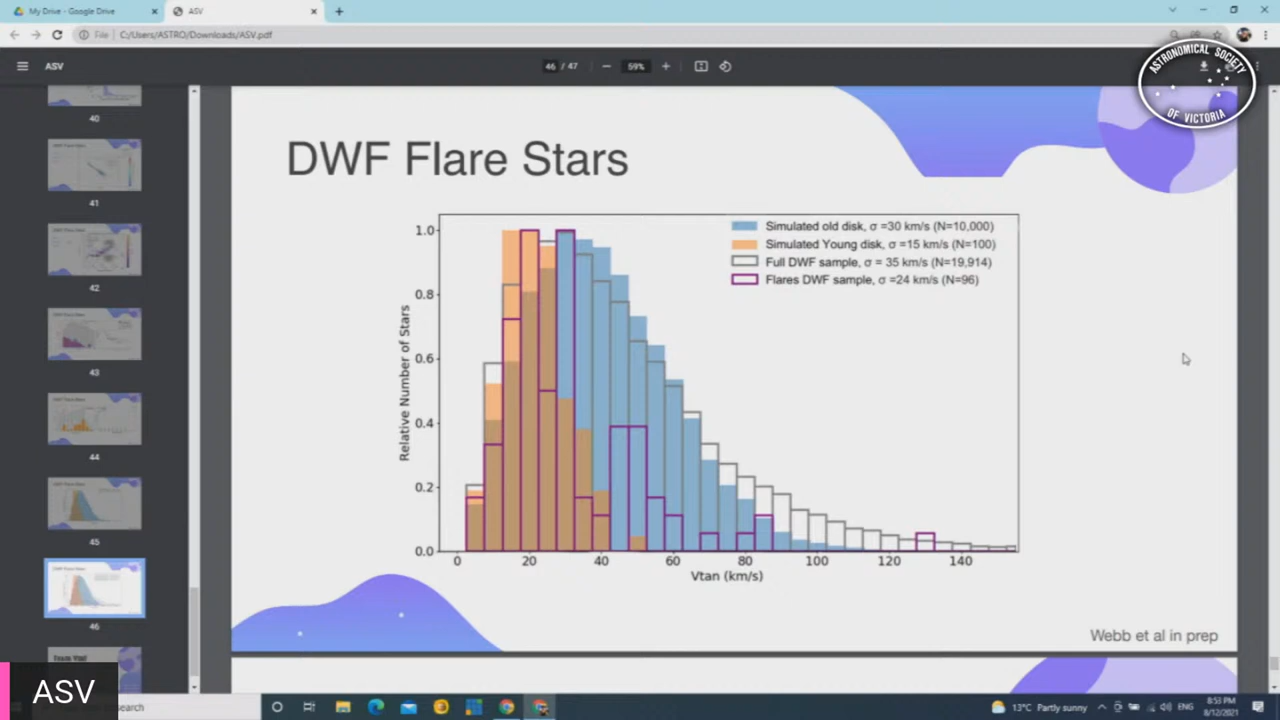 My Drive - Google Drive
ASV
File
C:/Users/ASTRO/Downloads/ASV.pdf
ASV
46 / 47
59%
ASTRONOMICAL SOCIETY
OF VICTORIA
40
41
42
43
44
45
46
DWF Flare Stars
Simulated old disk, σ =30 km/s (N=10,000)
Simulated Young disk, σ =15 km/s (N=100)
Full DWF sample, σ = 35 km/s (N=19,914)
Flares DWF sample, σ =24 km/s (N=96)
Relative Number of Stars
1.0
0.8
0.6
0.4
0.2
0.0
0 20 40 60 80 100 120 140
Vtan (km/s)
Webb et al in prep
ASV
search
13°C Partly sunny
ENG
8:53 PM
8/12/2021